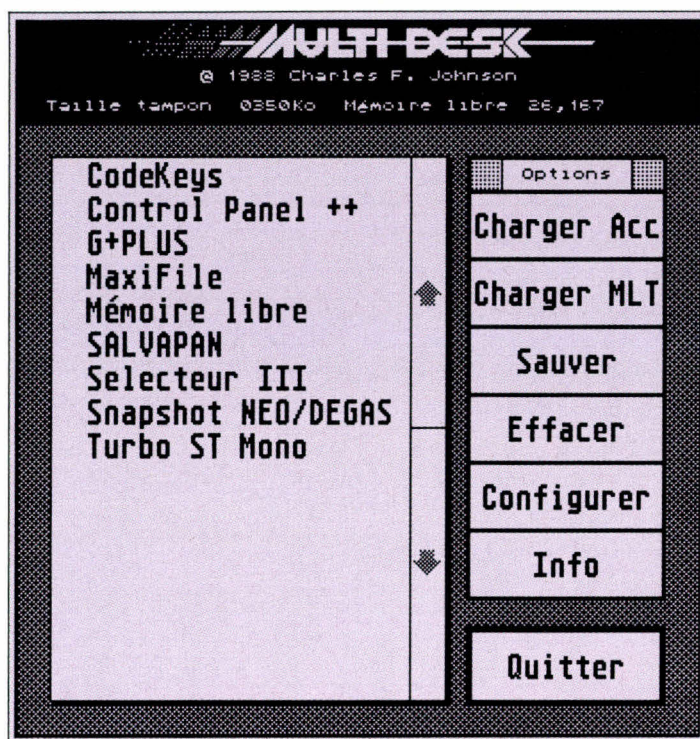 MULTI DESK
@ 1988 Charles F. Johnson
Taille tampon 0350Ko Mémoire libre 26,167
CodeKeys
Control Panel ++
G+PLUS
MaxiFile
Mémoire libre
SALVAPAN
Selecteur III
Snapshot NEO/DEGAS
Turbo ST Mono
Options
Charger Acc
Charger MLT
Sauver
Effacer
Configurer
Info
Quitter